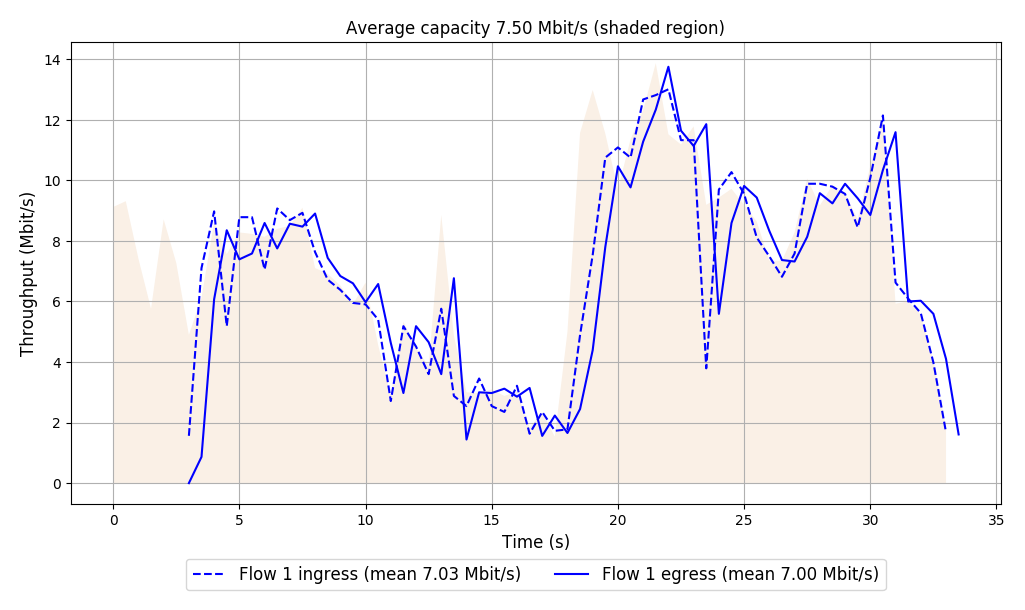 Average capacity 7.50 Mbit/s (shaded region)
Throughput (Mbit/s)
14
12
10
8
6
4
2
0
0 5 10 15 20 25 30 35
Time (s)
Flow 1 ingress (mean 7.03 Mbit/s) Flow 1 egress (mean 7.00 Mbit/s)